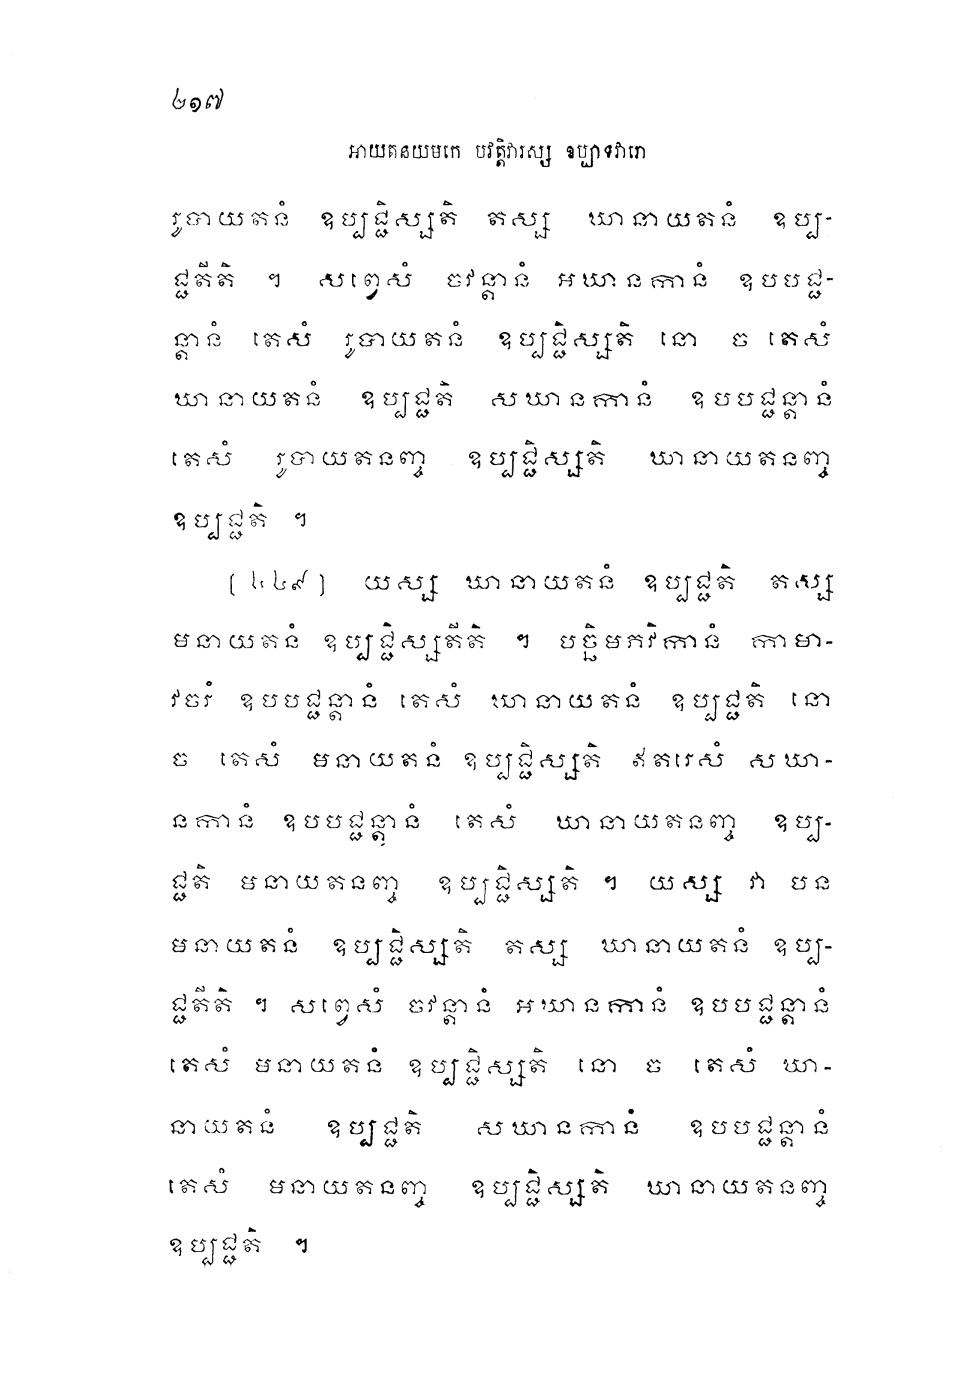 ២១៧
អាយតនយមកេ បវត្តិវារស្ស ឧប្បាទវារោ
រូបាយតនំ ឧប្បជ្ជិស្សតិ តស្ស ឃានាយតនំ ឧប្ប-
ជ្ជតីតិ ។ សព្វេសំ ចវន្តានំ អឃានកានំ ឧបបជ្ជ-
ន្តានំ តេសំ រូបាយតនំ ឧប្បជ្ជិស្សតិ នោ ច តេសំ
ឃានាយតនំ ឧប្បជ្ជតិ សឃានកានំ ឧបបជ្ជន្តានំ
តេសំ រូបាយតនញ្ច ឧប្បជ្ជិស្សតិ ឃានាយតនញ្ច
ឧប្បជ្ជតិ ។
(៤៤៩) យស្ស ឃានាយតនំ ឧប្បជ្ជតិ តស្ស
មនាយតនំ ឧប្បជ្ជិស្សតីតិ ។ បច្ឆិមភវិកានំ កាមា-
វចរំ ឧបបជ្ជន្តានំ តេសំ ឃានាយតនំ ឧប្បជ្ជតិ នោ
ច តេសំ មនាយតនំ ឧប្បជ្ជិស្សតិ ឥតរេសំ សឃា-
នកានំ ឧបបជ្ជន្តានំ តេសំ ឃានាយតនញ្ច ឧប្ប-
ជ្ជតិ មនាយតនញ្ច ឧប្បជ្ជិស្សតិ ។ យស្ស វា បន
មនាយតនំ ឧប្បជ្ជិស្សតិ តស្ស ឃានាយតនំ ឧប្ប-
ជ្ជតីតិ ។ សព្វេសំ ចវន្តានំ អឃានកានំ ឧបបជ្ជន្តានំ
តេសំ មនាយតនំ ឧប្បជ្ជិស្សតិ នោ ច តេសំ ឃា-
នាយតនំ ឧប្បជ្ជតិ សឃានកានំ ឧបបជ្ជន្តានំ
តេសំ មនាយតនញ្ច ឧប្បជ្ជិស្សតិ ឃានាយតនញ្ច
ឧប្បជ្ជតិ ។